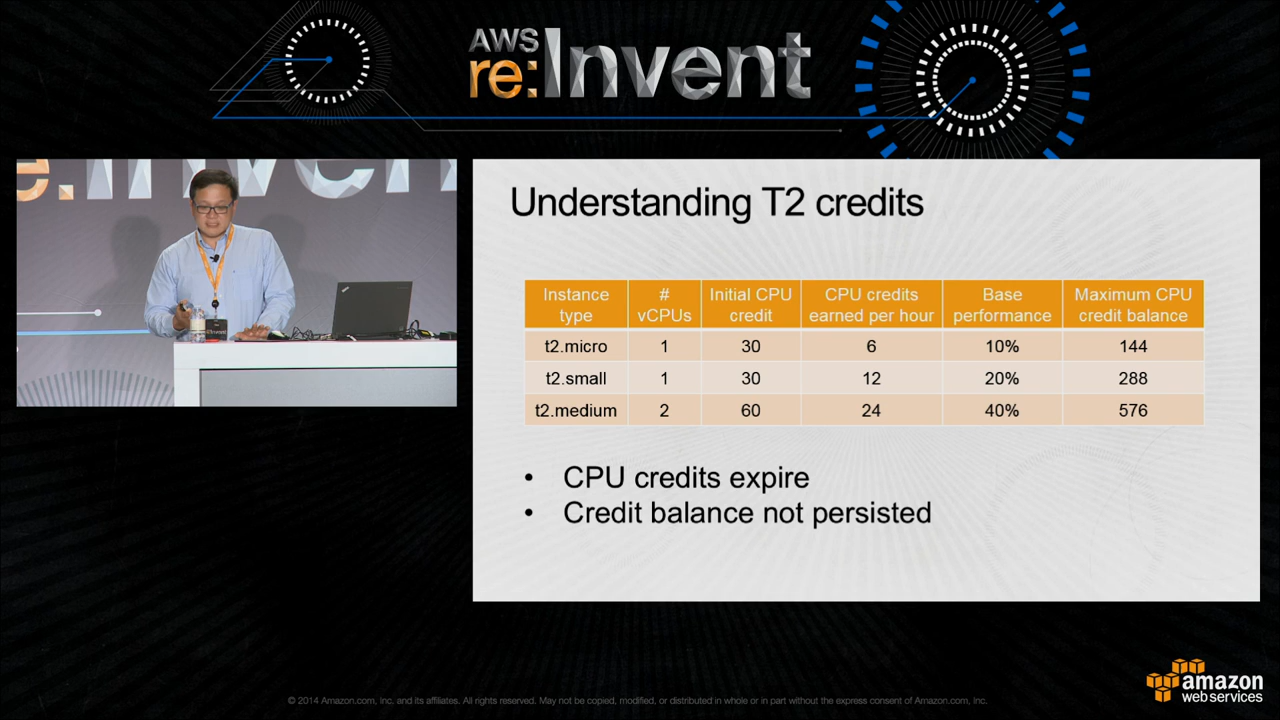 AWS
re:Invent
e:Invent
Understanding T2 credits
Instance type | # vCPUs | Initial CPU credit | CPU credits earned per hour | Base performance | Maximum CPU credit balance
t2.micro | 1 | 30 | 6 | 10% | 144
t2.small | 1 | 30 | 12 | 20% | 288
t2.medium | 2 | 60 | 24 | 40% | 576
• CPU credits expire
• Credit balance not persisted
© 2014 Amazon.com, Inc, and its affiliates. All rights reserved. May not be copied, modified, or distributed in whole or in part without the express consent of Amazon.com, Inc.
amazon
web services